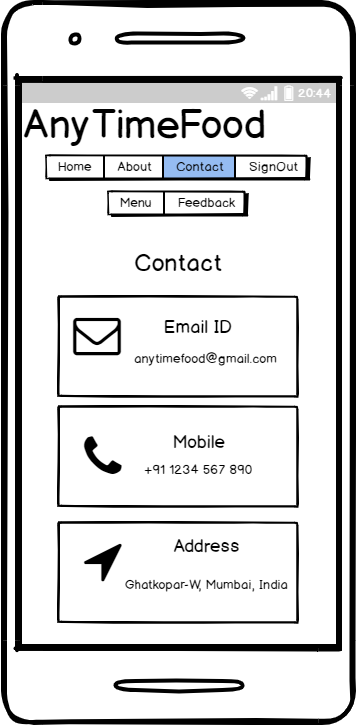 20:44
AnyTimeFood
Home About Contact SignOut
Menu Feedback
Contact
Email ID
anytimefood@gmail.com
Mobile
+91 1234 567 890
Address
Ghatkopar-W, Mumbai, India